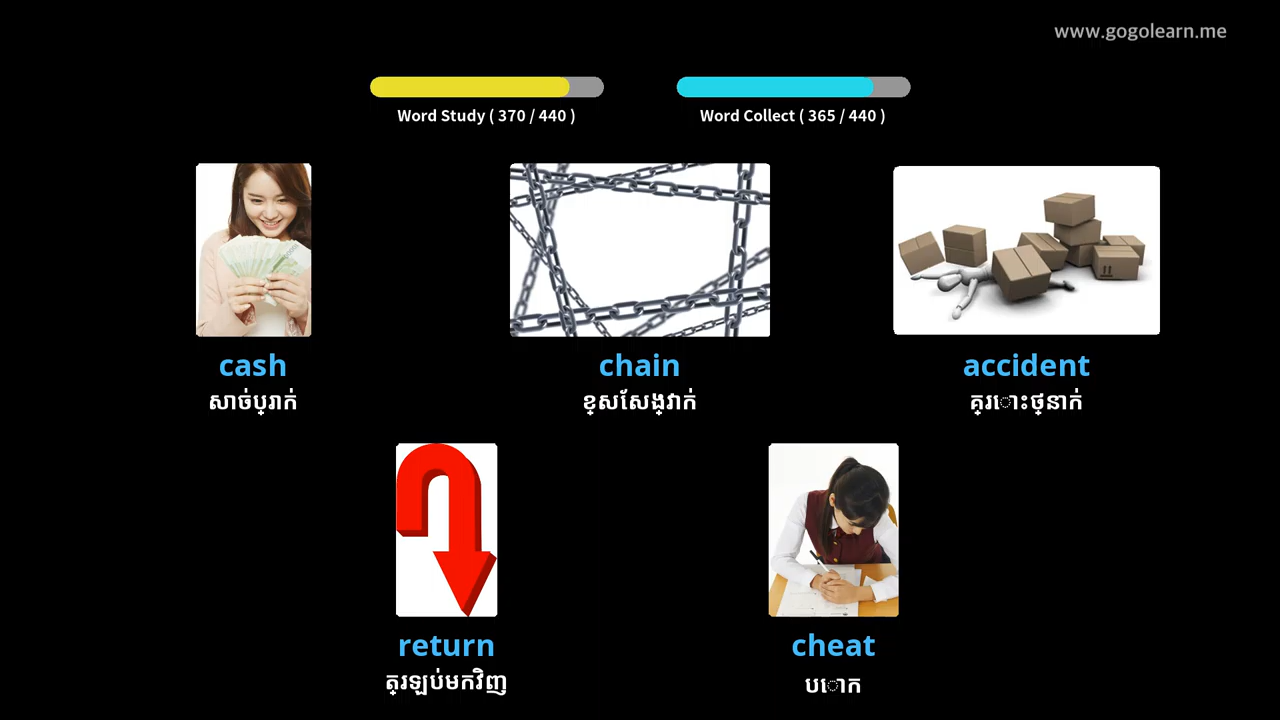 www.gogolearn.me
Word Study ( 370 / 440 )
Word Collect ( 365 / 440 )
cash
សាច់ប្រាក់
chain
ខ្សសែង្វាក់
accident
គ្រោះថ្នាក់
return
ត្រឡប់មកវិញ
cheat
បោក